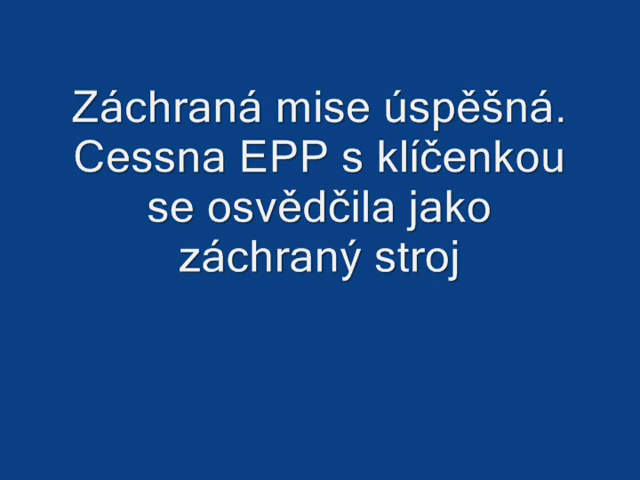 Záchraná mise úspěšná.
Cessna EPP s klíčenkou
se osvědčila jako
záchraný stroj